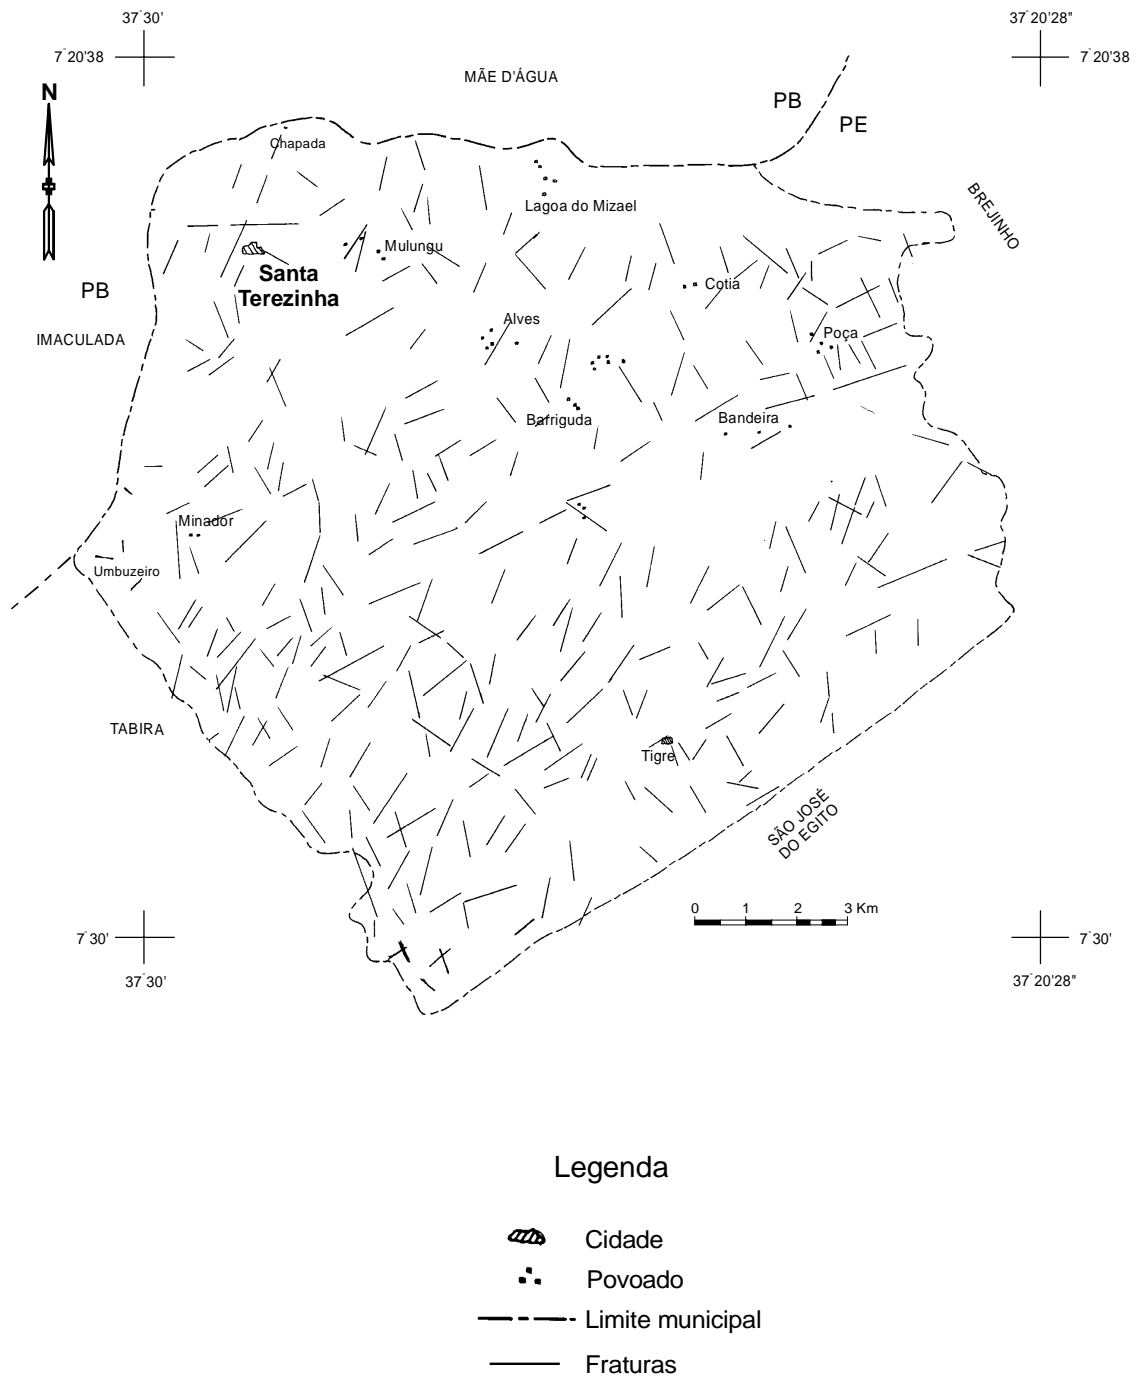 37°30' 37°20'28"
7°20'38 7°20'38
MÃE D'ÁGUA
N
PB
PE
Chapada
BREJINHO
Lagoa do Mizael
Mulungu
Santa
Terezinha
Cotia
PB
IMACULADA
Alves
Poça
Barriguda
Bandeira
Minador
Umbuzeiro
TABIRA
Tigre
SÃO JOSÉ
DO EGITO
0 1 2 3 Km
7°30' 7°30'
37°30' 37°20'28"
Legenda
Cidade
Povoado
Limite municipal
Fraturas